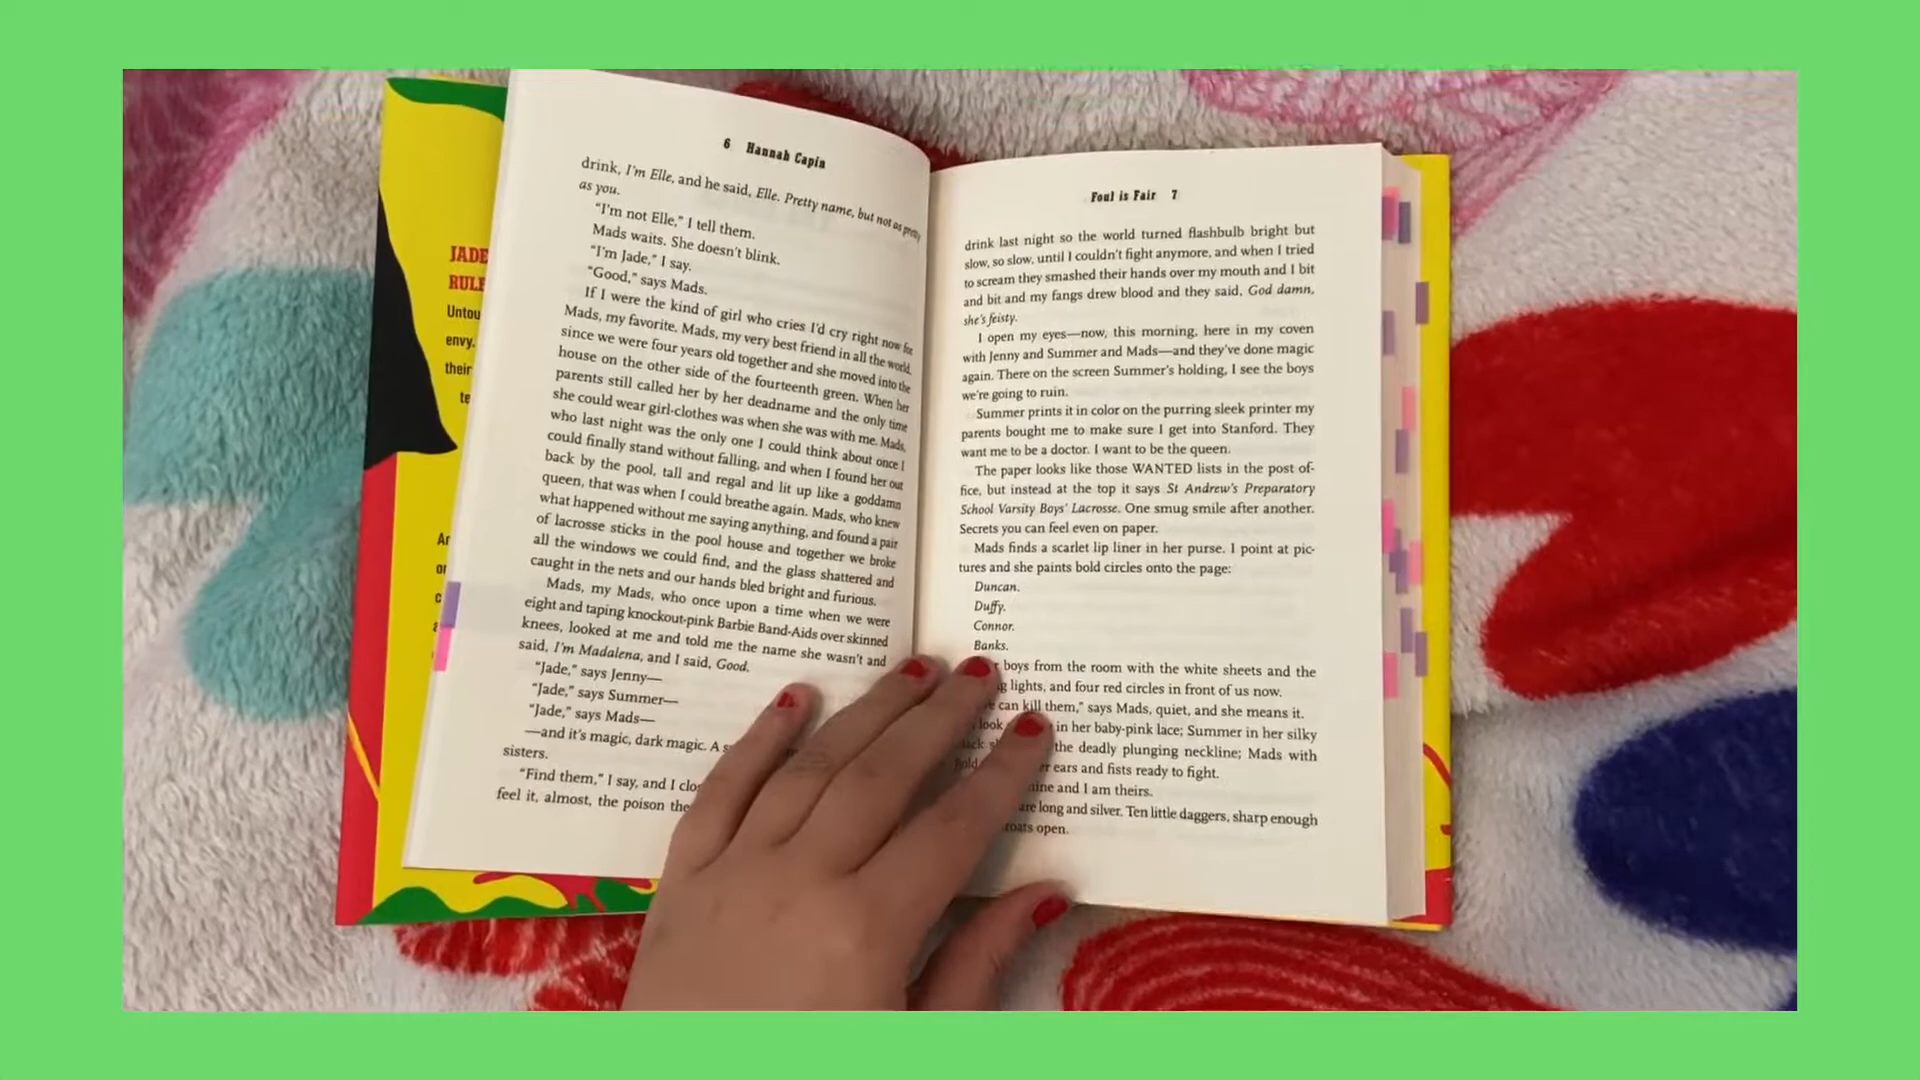 JADE
RULE
Untou
envy.
their
te
Ar
or
c
a
6 Hannah Capin
drink, I'm Elle, and he said, Elle. Pretty name, but not as pretty
as you.
"I'm not Elle," I tell them.
Mads waits. She doesn't blink.
"I'm Jade," I say.
"Good," says Mads.
If I were the kind of girl who cries I'd cry right now for
Mads, my favorite. Mads, my very best friend in all the world,
since we were four years old together and she moved into the
house on the other side of the fourteenth green. When her
parents still called her by her deadname and the only time
she could wear girl-clothes was when she was with me. Mads,
who last night was the only one I could think about once I
could finally stand without falling, and when I found her out
back by the pool, tall and regal and lit up like a goddamn
queen, that was when I could breathe again. Mads, who knew
what happened without me saying anything, and found a pair
of lacrosse sticks in the pool house and together we broke
all the windows we could find, and the glass shattered and
caught in the nets and our hands bled bright and furious.
Mads, my Mads, who once upon a time when we were
eight and taping knockout-pink Barbie Band-Aids over skinned
knees, looked at me and told me the name she wasn't and
said, I'm Madalena, and I said, Good.
"Jade," says Jenny—
"Jade," says Summer—
"Jade," says Mads—
—and it's magic, dark magic. A s
sisters.
"Find them," I say, and I clo
feel it, almost, the poison the
Foul is Fair 7
drink last night so the world turned flashbulb bright but
slow, so slow, until I couldn't fight anymore, and when I tried
to scream they smashed their hands over my mouth and I bit
and bit and my fangs drew blood and they said, God damn,
she's feisty.
I open my eyes—now, this morning, here in my coven
with Jenny and Summer and Mads—and they've done magic
again. There on the screen Summer's holding, I see the boys
we're going to ruin.
Summer prints it in color on the purring sleek printer my
parents bought me to make sure I get into Stanford. They
want me to be a doctor. I want to be the queen.
The paper looks like those WANTED lists in the post of-
fice, but instead at the top it says St Andrew's Preparatory
School Varsity Boys' Lacrosse. One smug smile after another.
Secrets you can feel even on paper.
Mads finds a scarlet lip liner in her purse. I point at pic-
tures and she paints bold circles onto the page:
Duncan.
Duffy.
Connor.
Banks.
r boys from the room with the white sheets and the
g lights, and four red circles in front of us now.
e can kill them," says Mads, quiet, and she means it.
look in her baby-pink lace; Summer in her silky
the deadly plunging neckline; Mads with
r ears and fists ready to fight.
ine and I am theirs.
are long and silver. Ten little daggers, sharp enough
roats open.